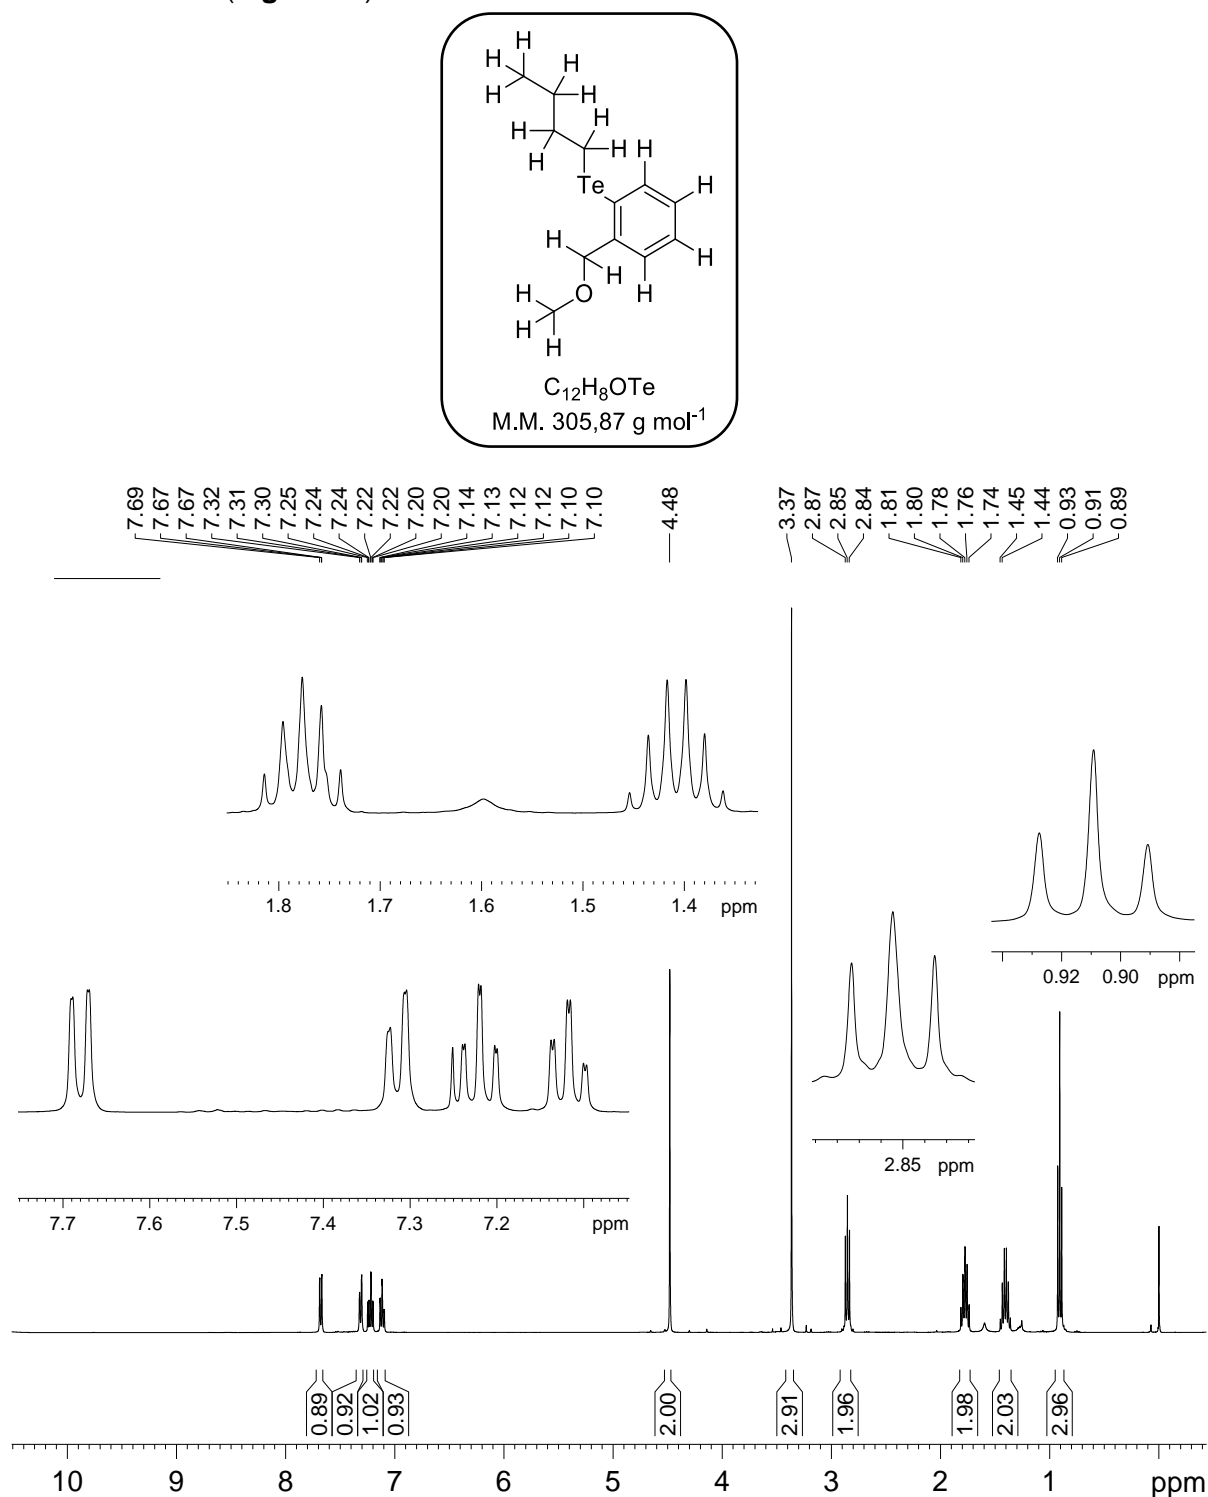 H
H H
H H
H
H H
H H H
Te H
H
H H
O H
H
H
H
C₁₂H₈OTe
M.M. 305,87 g mol⁻¹
7.69 7.67 7.67 7.32 7.31 7.30 7.25 7.24 7.24 7.22 7.22 7.20 7.20 7.14 7.13 7.12 7.12 7.10 7.10 4.48 3.37 2.87 2.85 2.84 1.81 1.80 1.78 1.76 1.74 1.45 1.44 0.93 0.91 0.89
1.8 1.7 1.6 1.5 1.4 ppm
0.92 0.90 ppm
2.85 ppm
7.7 7.6 7.5 7.4 7.3 7.2 ppm
0.89 0.92 1.02 0.93 2.00 2.91 1.96 1.98 2.03 2.96
10 9 8 7 6 5 4 3 2 1 ppm